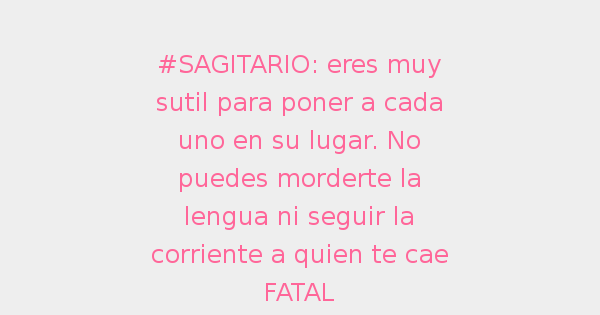 #SAGITARIO: eres muy
sutil para poner a cada
uno en su lugar. No
puedes morderte la
lengua ni seguir la
corriente a quien te cae
FATAL